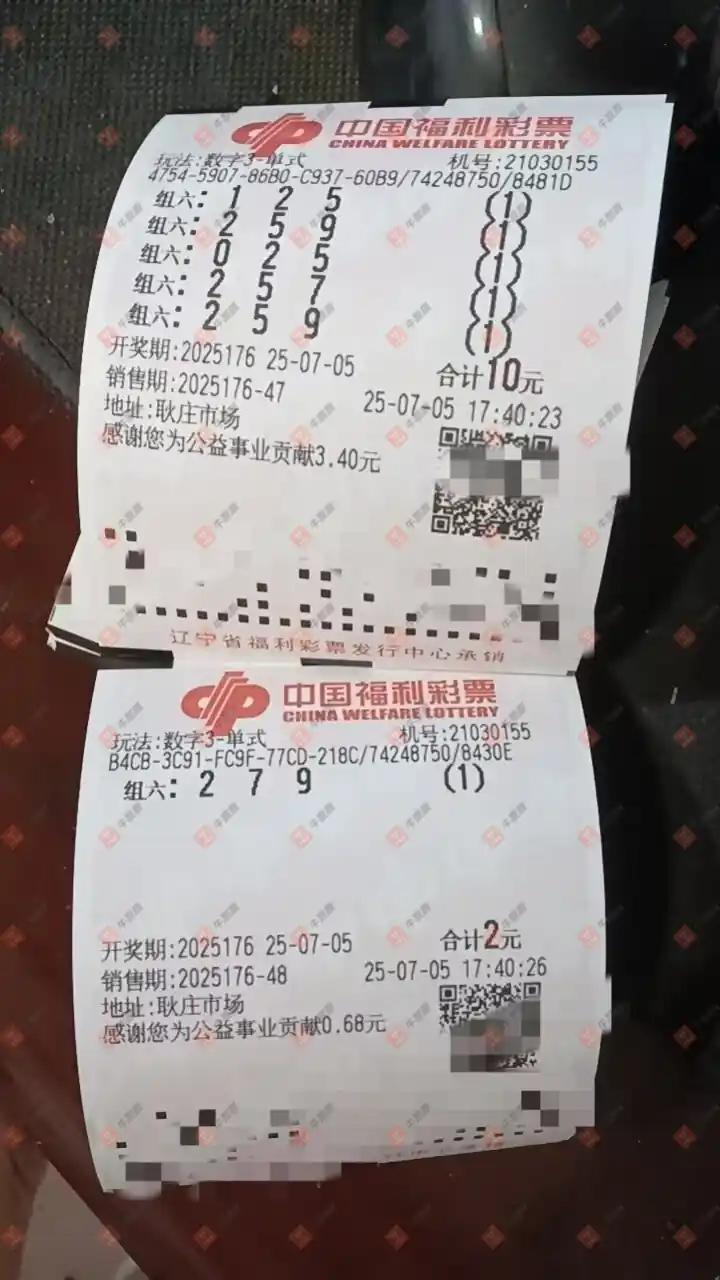 中国福利彩票
CHINA WELFARE LOTTERY
玩法:数字3-单式 机号:21030155
4754-5907-86B0-C937-60B9/74248750/8481D
组六: 1 2 5 (1)
组六: 2 5 9 (1)
组六: 0 2 5 (1)
组六: 2 5 7 (1)
组六: 2 5 9 (1)
开奖期:2025176 25-07-05 合计10元
销售期:2025176-47 25-07-05 17:40:23
地址:耿庄市场
感谢您为公益事业贡献3.40元
辽宁省福利彩票发行中心承销
中国福利彩票
CHINA WELFARE LOTTERY
玩法:数字3-单式 机号:21030155
B4CB-3C91-FC9F-77CD-218C/74248750/8430E
组六: 2 7 9 (1)
开奖期:2025176 25-07-05 合计2元
销售期:2025176-48 25-07-05 17:40:26
地址:耿庄市场
感谢您为公益事业贡献0.68元